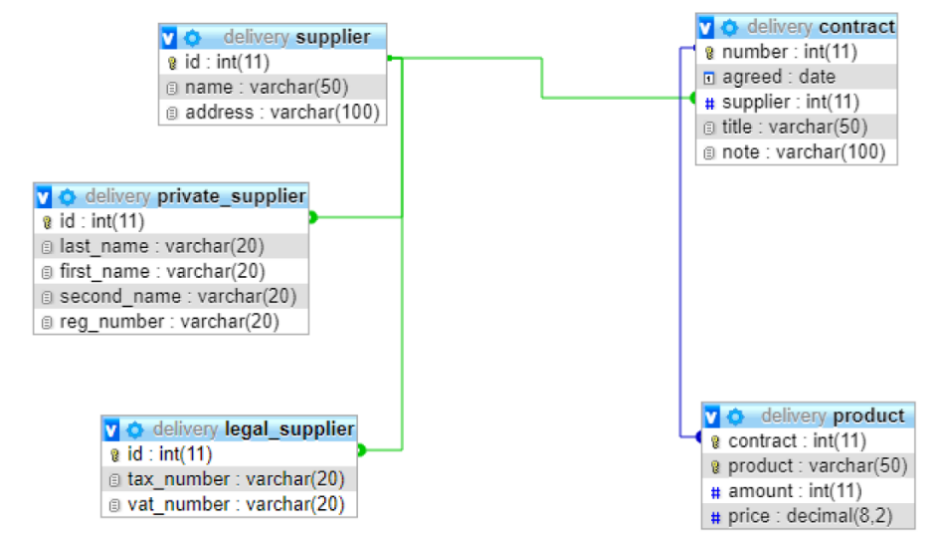 delivery supplier
id : int(11)
name : varchar(50)
address : varchar(100)
delivery contract
number : int(11)
agreed : date
supplier : int(11)
title : varchar(50)
note : varchar(100)
delivery private_supplier
id : int(11)
last_name : varchar(20)
first_name : varchar(20)
second_name : varchar(20)
reg_number : varchar(20)
delivery legal_supplier
id : int(11)
tax_number : varchar(20)
vat_number : varchar(20)
delivery product
contract : int(11)
product : varchar(50)
amount : int(11)
price : decimal(8,2)